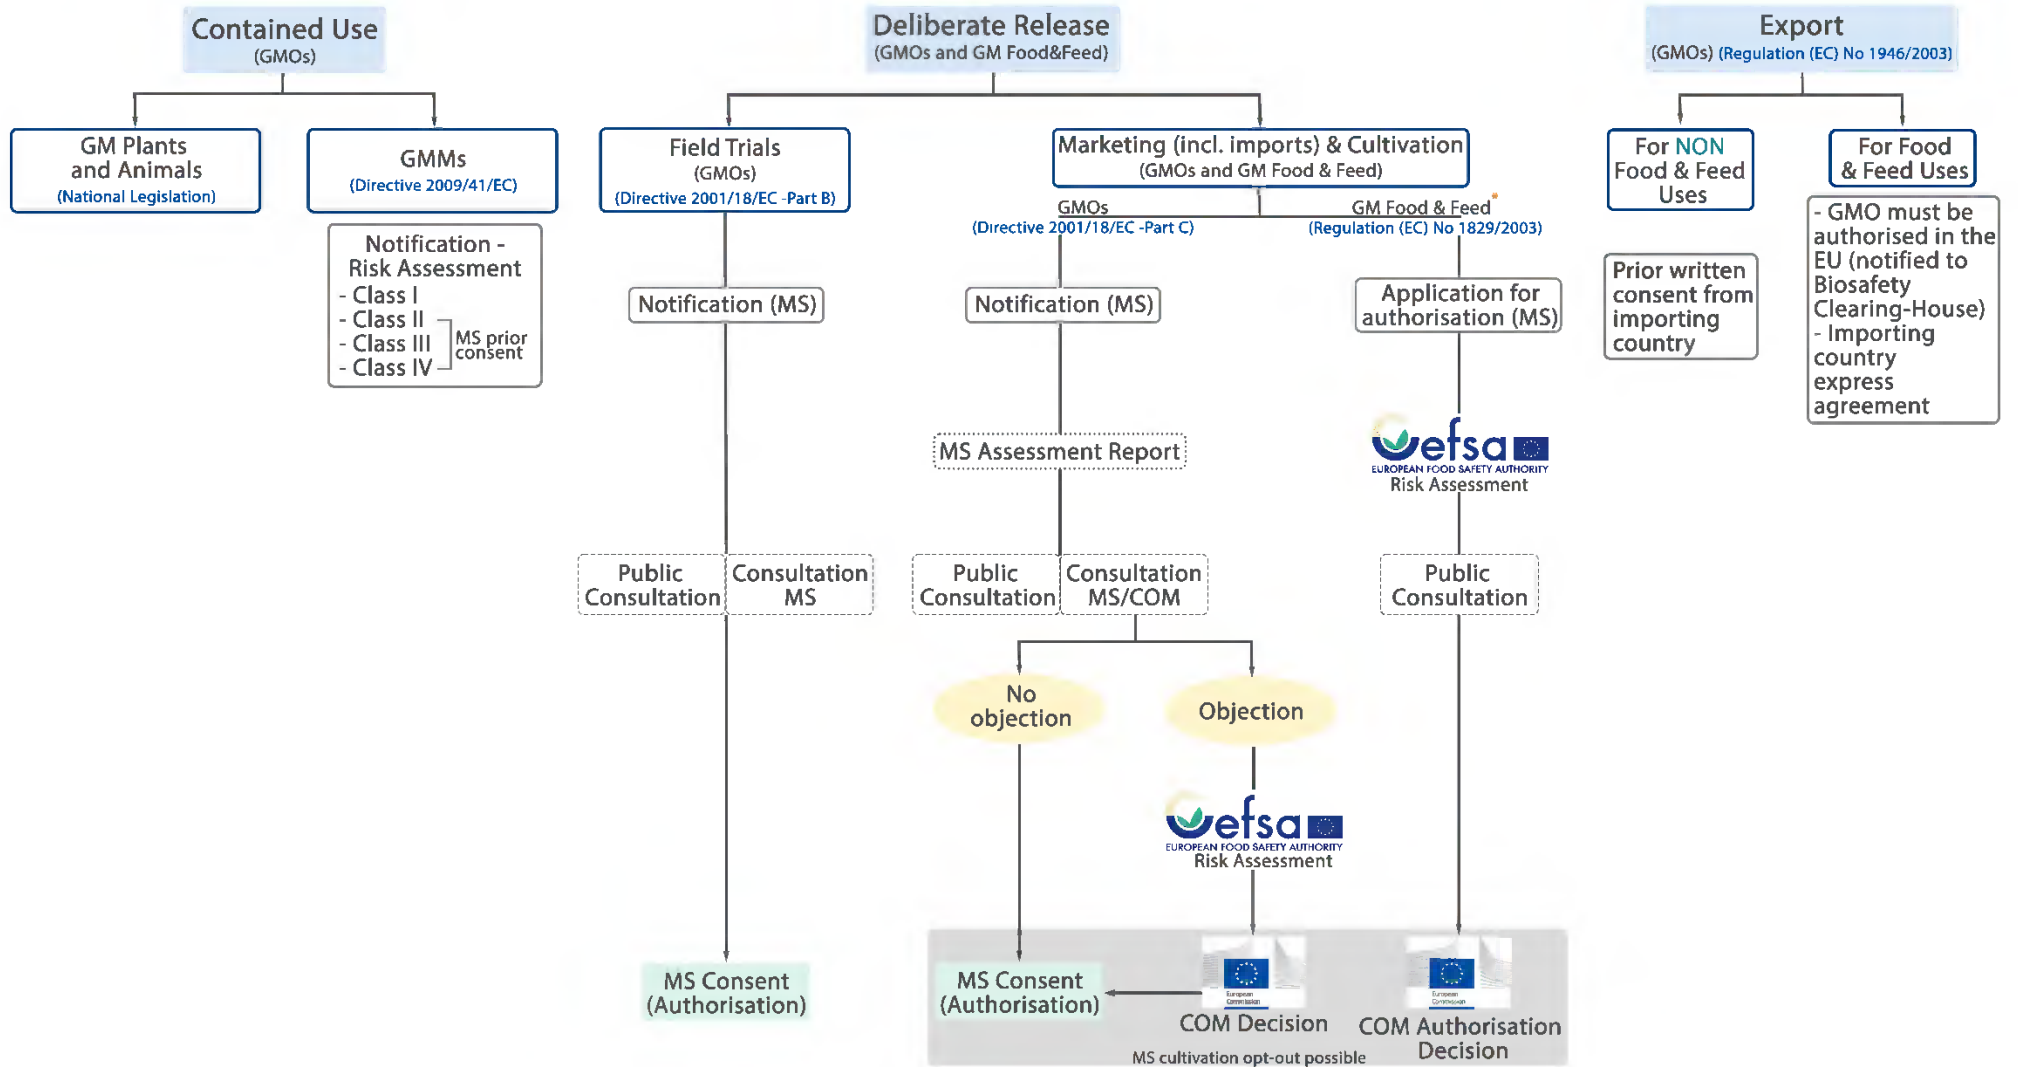 Contained Use
(GMOs)
GM Plants
and Animals
(National Legislation)
GMMs
(Directive 2009/41/EC)
Notification -
Risk Assessment
- Class I
- Class II
- Class III
- Class IV
MS prior
consent
Deliberate Release
(GMOs and GM Food&Feed)
Field Trials
(GMOs)
(Directive 2001/18/EC -Part B)
Notification (MS)
Public
Consultation
Consultation
MS
MS Consent
(Authorisation)
Marketing (incl. imports) & Cultivation
(GMOs and GM Food & Feed)
GMOs
(Directive 2001/18/EC -Part C)
Notification (MS)
MS Assessment Report
Public
Consultation
Consultation
MS/COM
No
objection
Objection
efsa
EUROPEAN FOOD SAFETY AUTHORITY
Risk Assessment
MS Consent
(Authorisation)
European
Commission
COM Decision
MS cultivation opt-out possible
GM Food & Feed*
(Regulation (EC) No 1829/2003)
Application for
authorisation (MS)
efsa
EUROPEAN FOOD SAFETY AUTHORITY
Risk Assessment
Public
Consultation
European
Commission
COM Authorisation
Decision
Export
(GMOs) (Regulation (EC) No 1946/2003)
For NON
Food & Feed
Uses
Prior written
consent from
importing
country
For Food
& Feed Uses
- GMO must be
authorised in the
EU (notified to
Biosafety
Clearing-House)
- Importing
country
express
agreement